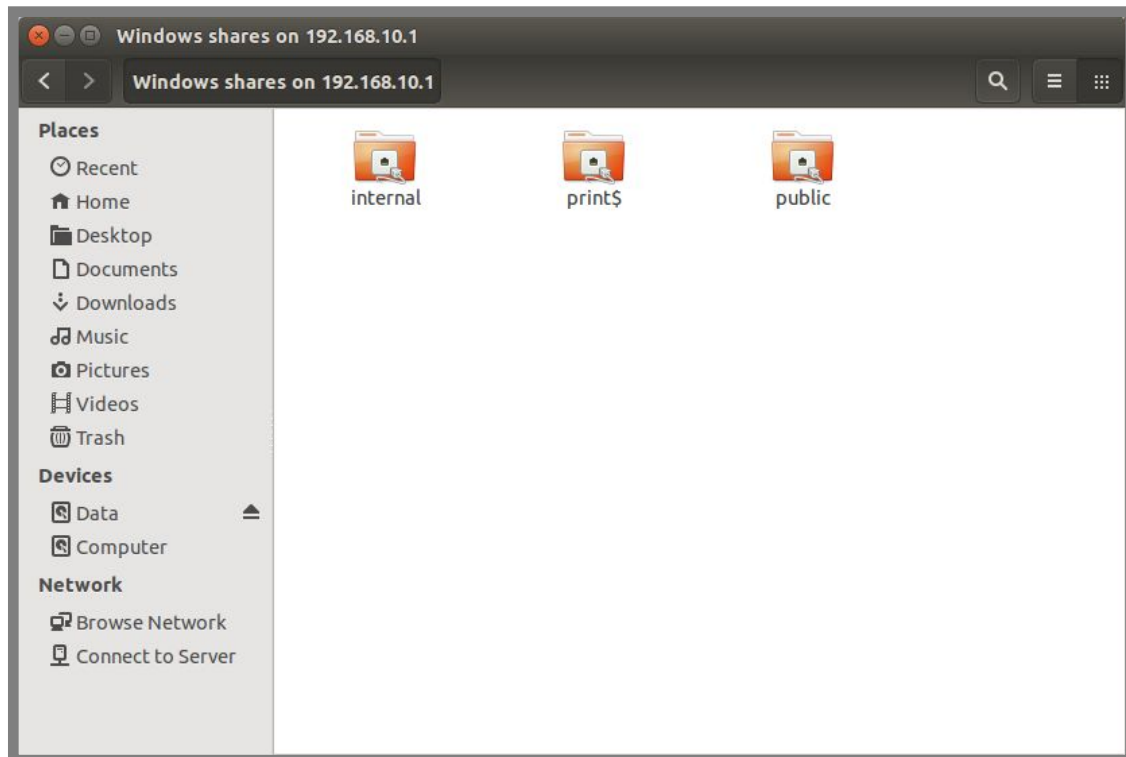 Windows shares on 192.168.10.1
Windows shares on 192.168.10.1
Places
Recent
Home
Desktop
Documents
Downloads
Music
Pictures
Videos
Trash
Devices
Data
Computer
Network
Browse Network
Connect to Server
internal
print$
public